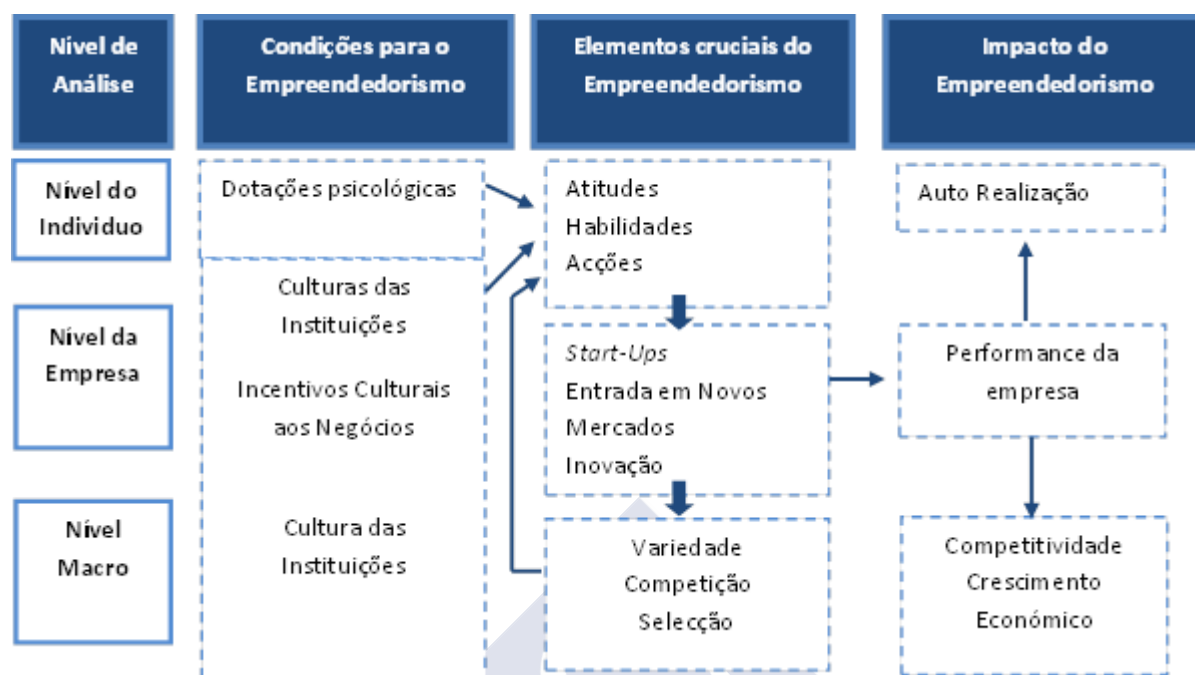 Nível de
Análise
Condições para o
Empreendedorismo
Elementos cruciais do
Empreendedorismo
Impacto do
Empreendedorismo
Nível do
Individuo
Dotações psicológicas
Atitudes
Habilidades
Acções
Auto Realização
Culturas das
Instituições
Nível da
Empresa
Incentivos Culturais
aos Negócios
Start-Ups
Entrada em Novos
Mercados
Inovação
Performance da
empresa
Nível
Macro
Cultura das
Instituições
Variedade
Competição
Selecção
Competitividade
Crescimento
Económico